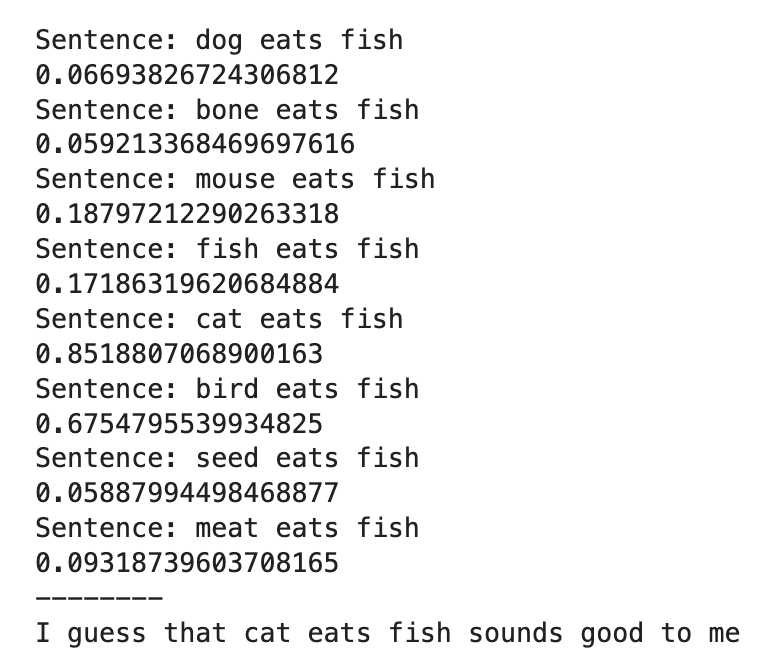 Sentence: dog eats fish
0.06693826724306812
Sentence: bone eats fish
0.059213368469697616
Sentence: mouse eats fish
0.18797212290263318
Sentence: fish eats fish
0.17186319620684884
Sentence: cat eats fish
0.8518807068900163
Sentence: bird eats fish
0.6754795539934825
Sentence: seed eats fish
0.05887994498468877
Sentence: meat eats fish
0.09318739603708165
--------
I guess that cat eats fish sounds good to me